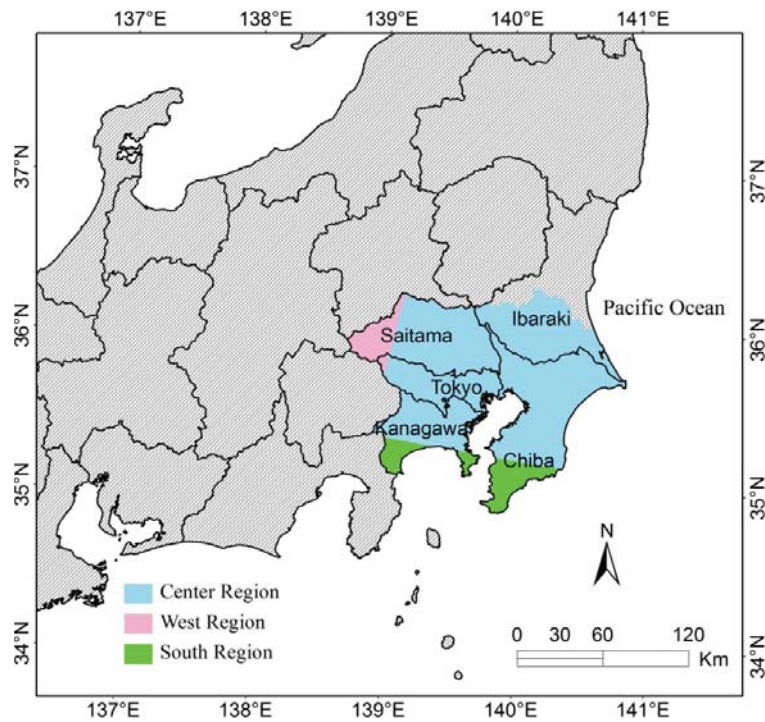 137°E 138°E 139°E 140°E 141°E
37°N 37°N
Pacific Ocean
Ibaraki
36°N 36°N
Saitama
Tokyo
Kanagawa
Chiba
35°N 35°N
N
Center Region
West Region
South Region
0 30 60 120
Km
34°N 34°N
137°E 138°E 139°E 140°E 141°E